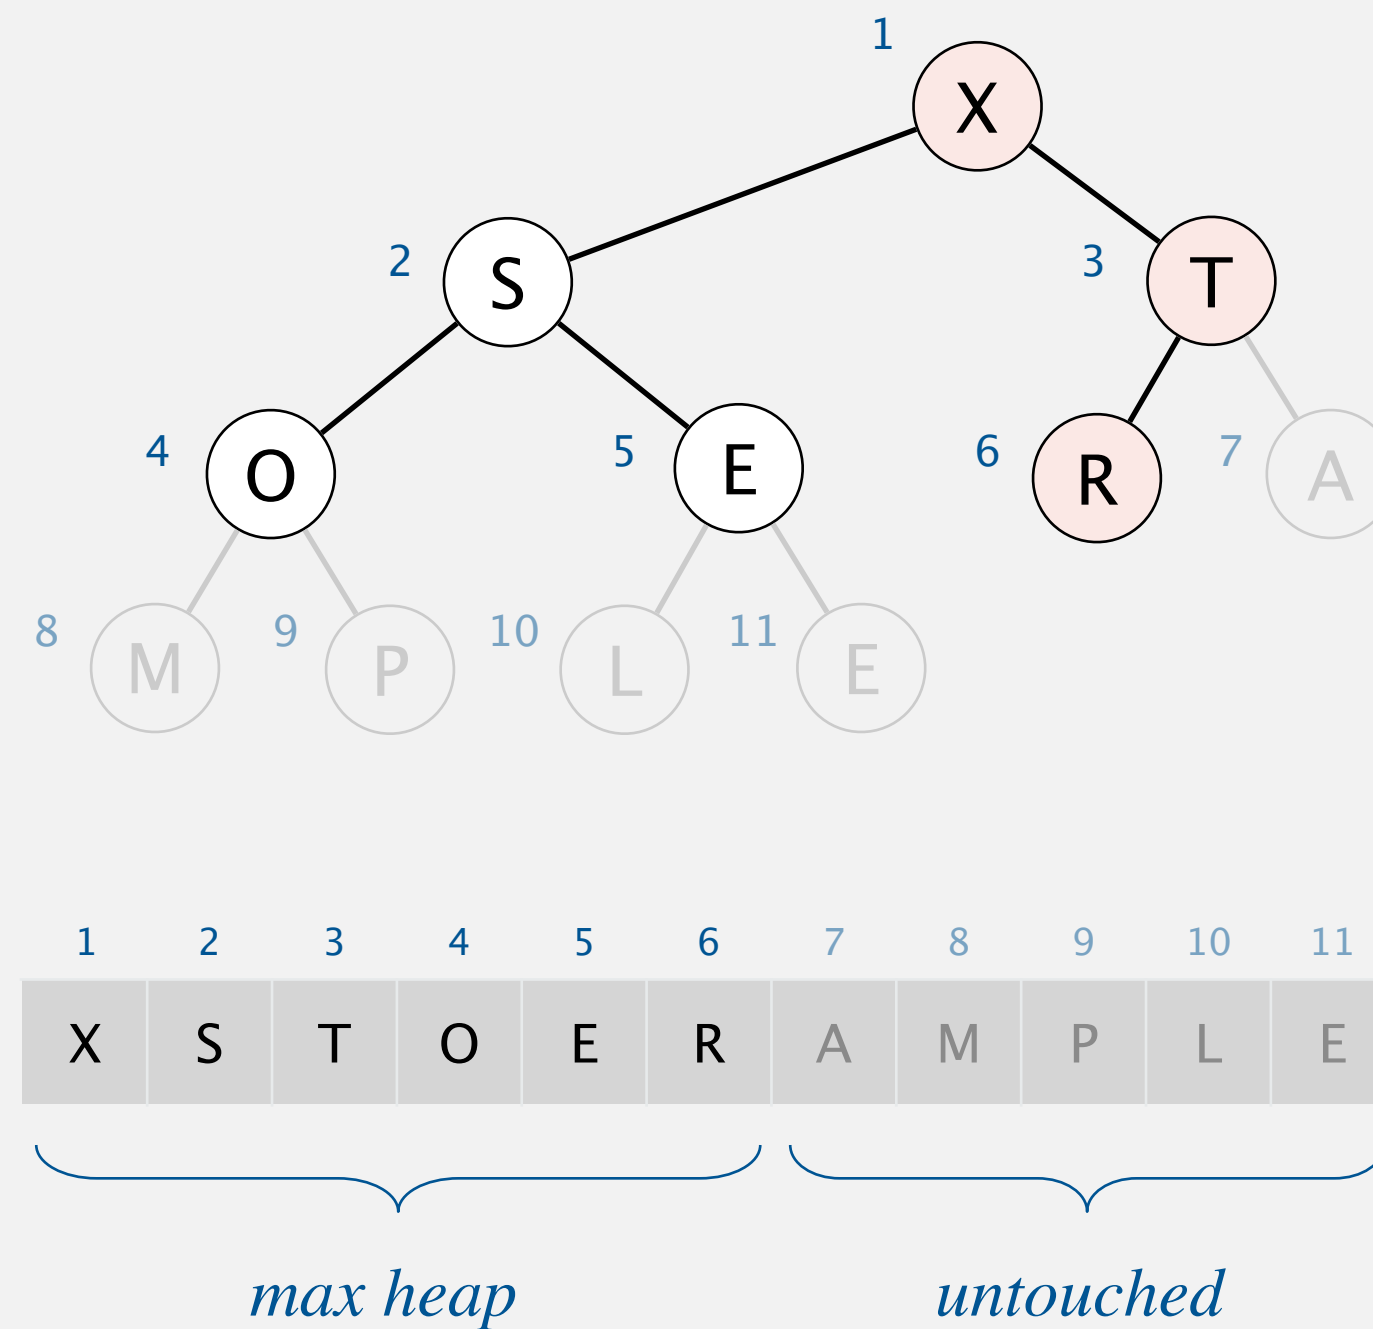 1
X
2 S 3 T
4 O 5 E 6 R 7 A
8 M 9 P 10 L 11 E
1 2 3 4 5 6 7 8 9 10 11
X S T O E R A M P L E
max heap untouched